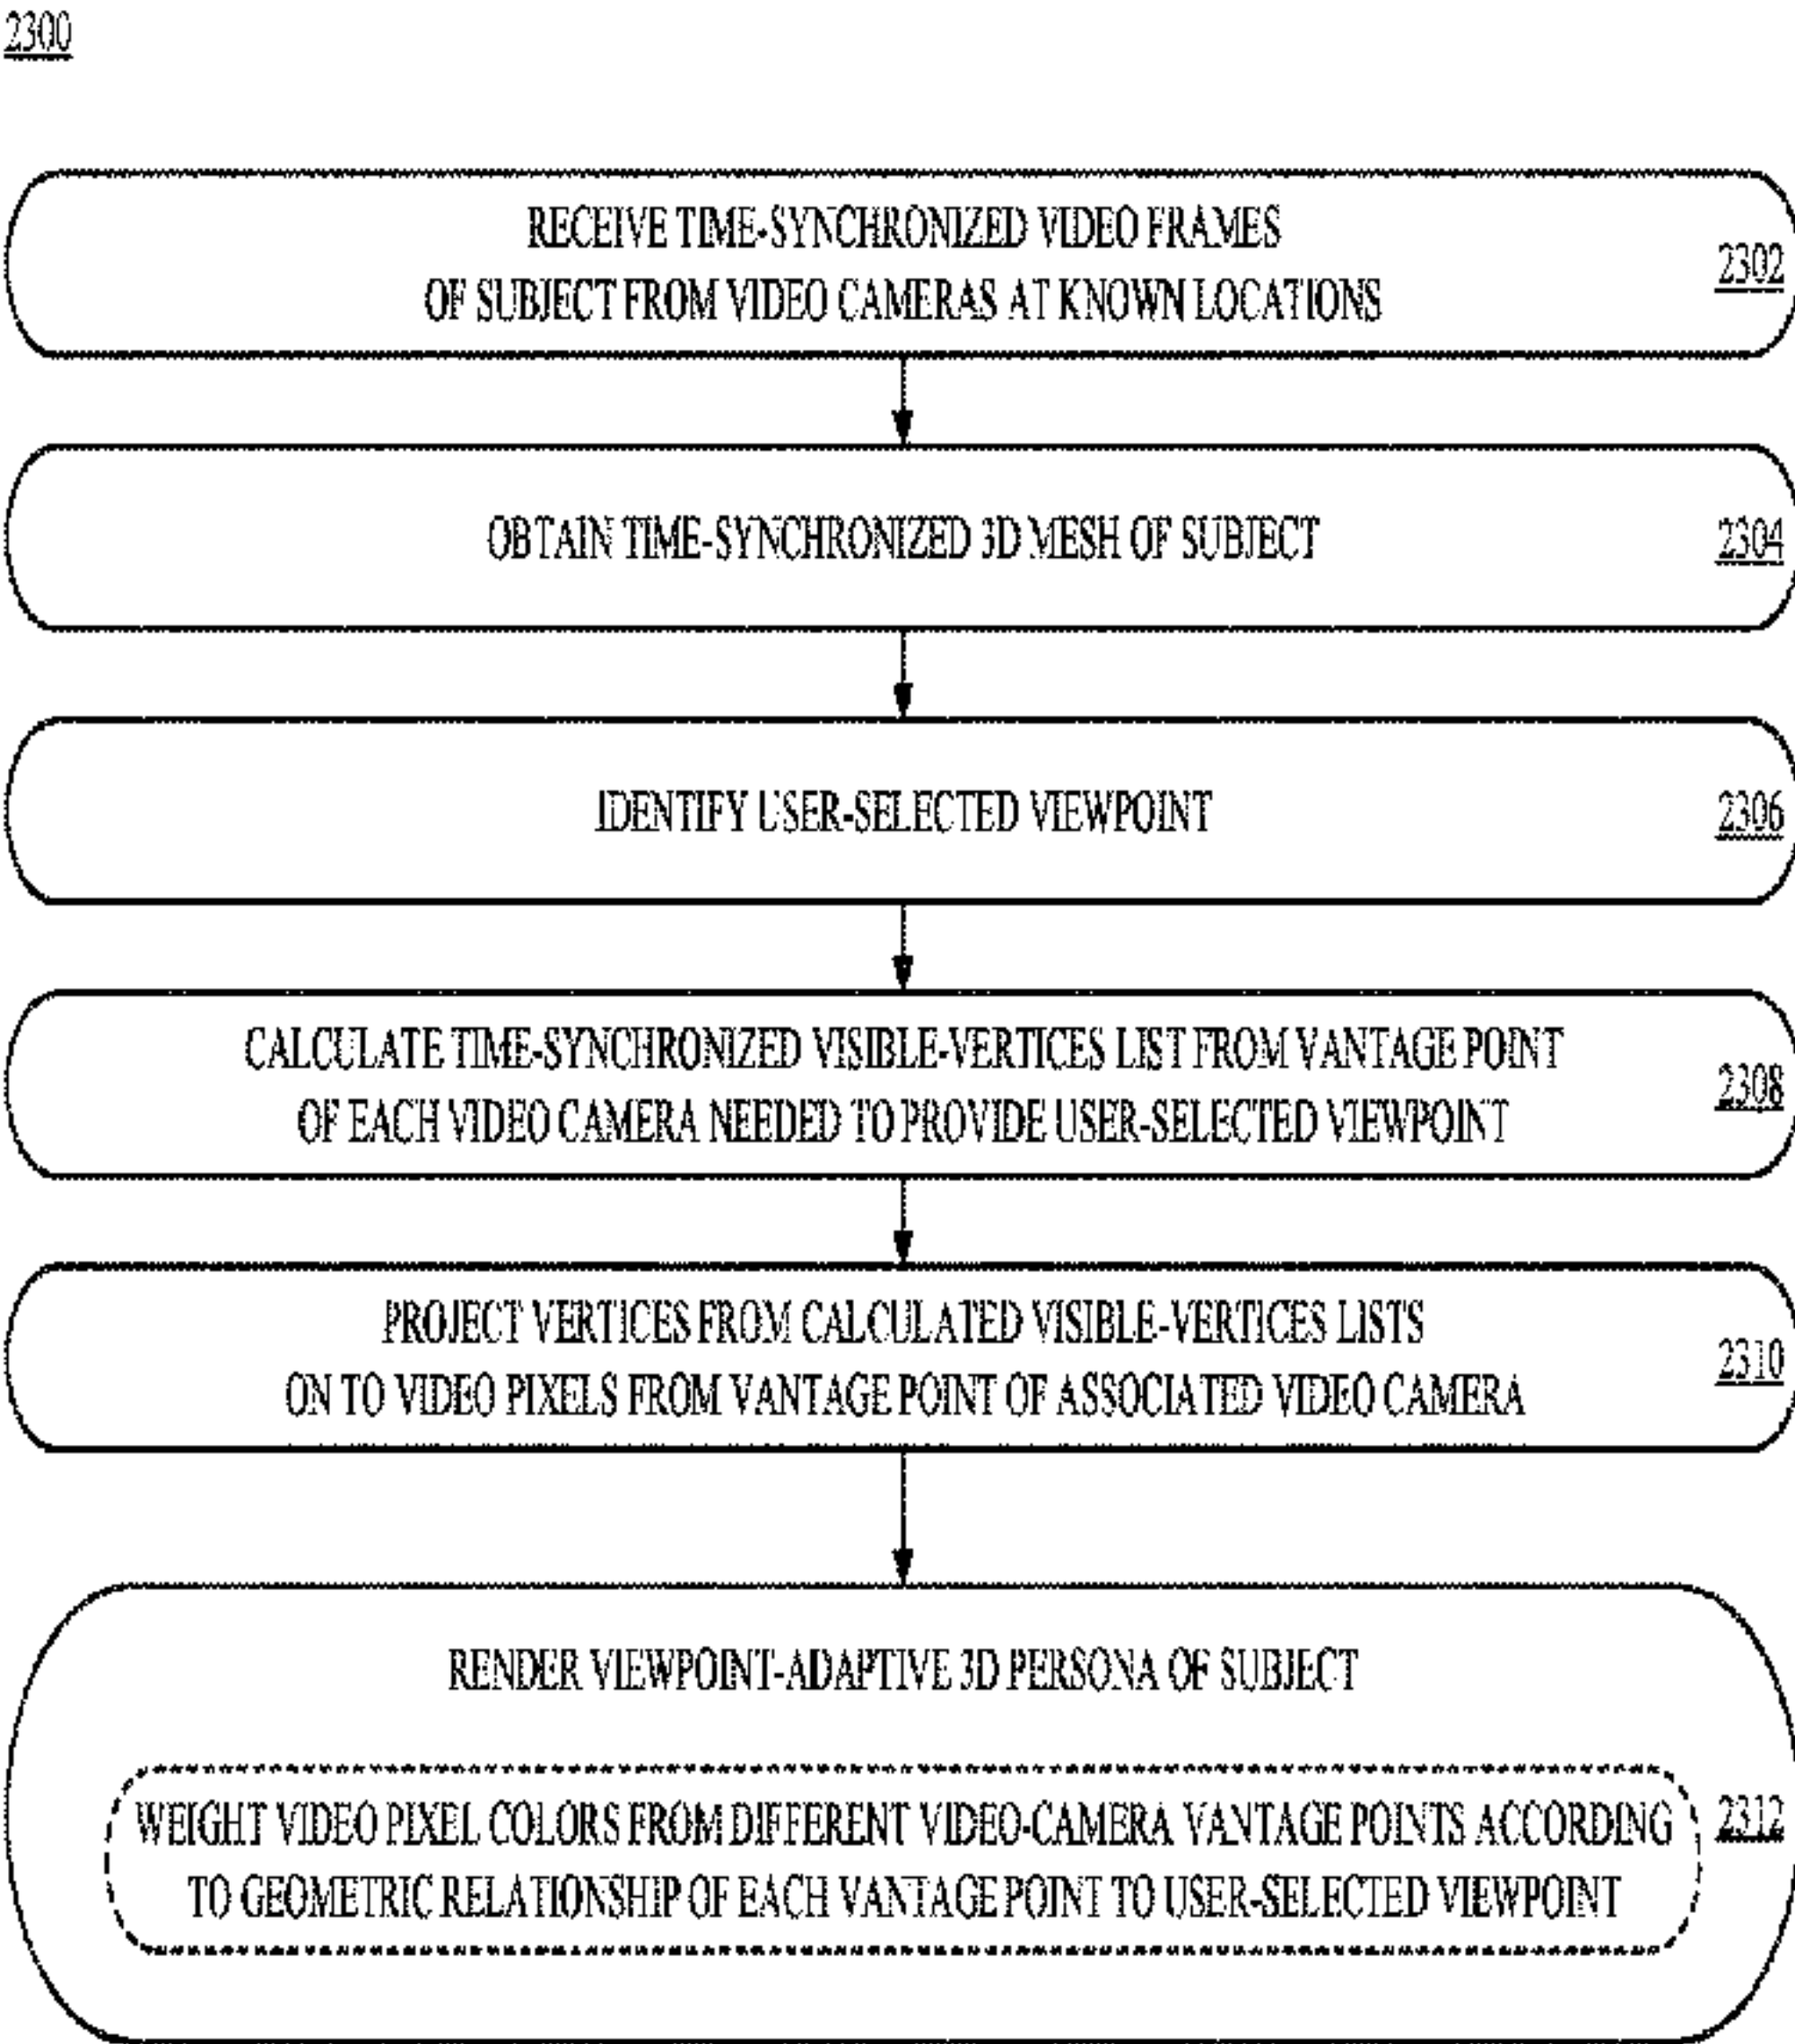 2300
RECEIVE TIME-SYNCHRONIZED VIDEO FRAMES
OF SUBJECT FROM VIDEO CAMERAS AT KNOWN LOCATIONS
2302
OBTAIN TIME-SYNCHRONIZED 3D MESH OF SUBJECT
2304
IDENTIFY USER-SELECTED VIEWPOINT
2306
CALCULATE TIME-SYNCHRONIZED VISIBLE-VERTICES LIST FROM VANTAGE POINT
OF EACH VIDEO CAMERA NEEDED TO PROVIDE USER-SELECTED VIEWPOINT
2308
PROJECT VERTICES FROM CALCULATED VISIBLE-VERTICES LISTS
ON TO VIDEO PIXELS FROM VANTAGE POINT OF ASSOCIATED VIDEO CAMERA
2310
RENDER VIEWPOINT-ADAPTIVE 3D PERSONA OF SUBJECT
WEIGHT VIDEO PIXEL COLORS FROM DIFFERENT VIDEO-CAMERA VANTAGE POINTS ACCORDING
TO GEOMETRIC RELATIONSHIP OF EACH VANTAGE POINT TO USER-SELECTED VIEWPOINT
2312